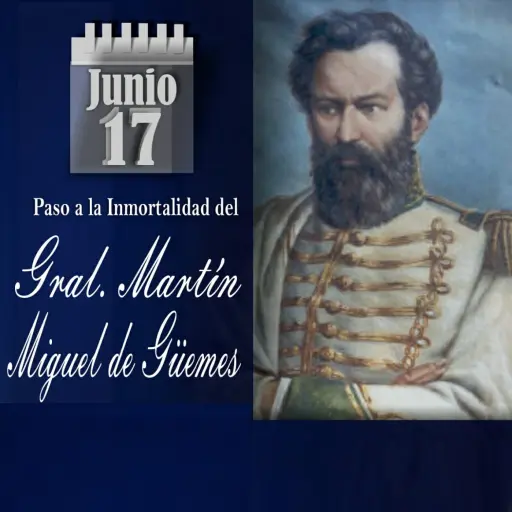 Junio
17
Paso a la Inmortalidad del
Gral. Martín
Miguel de Güemes